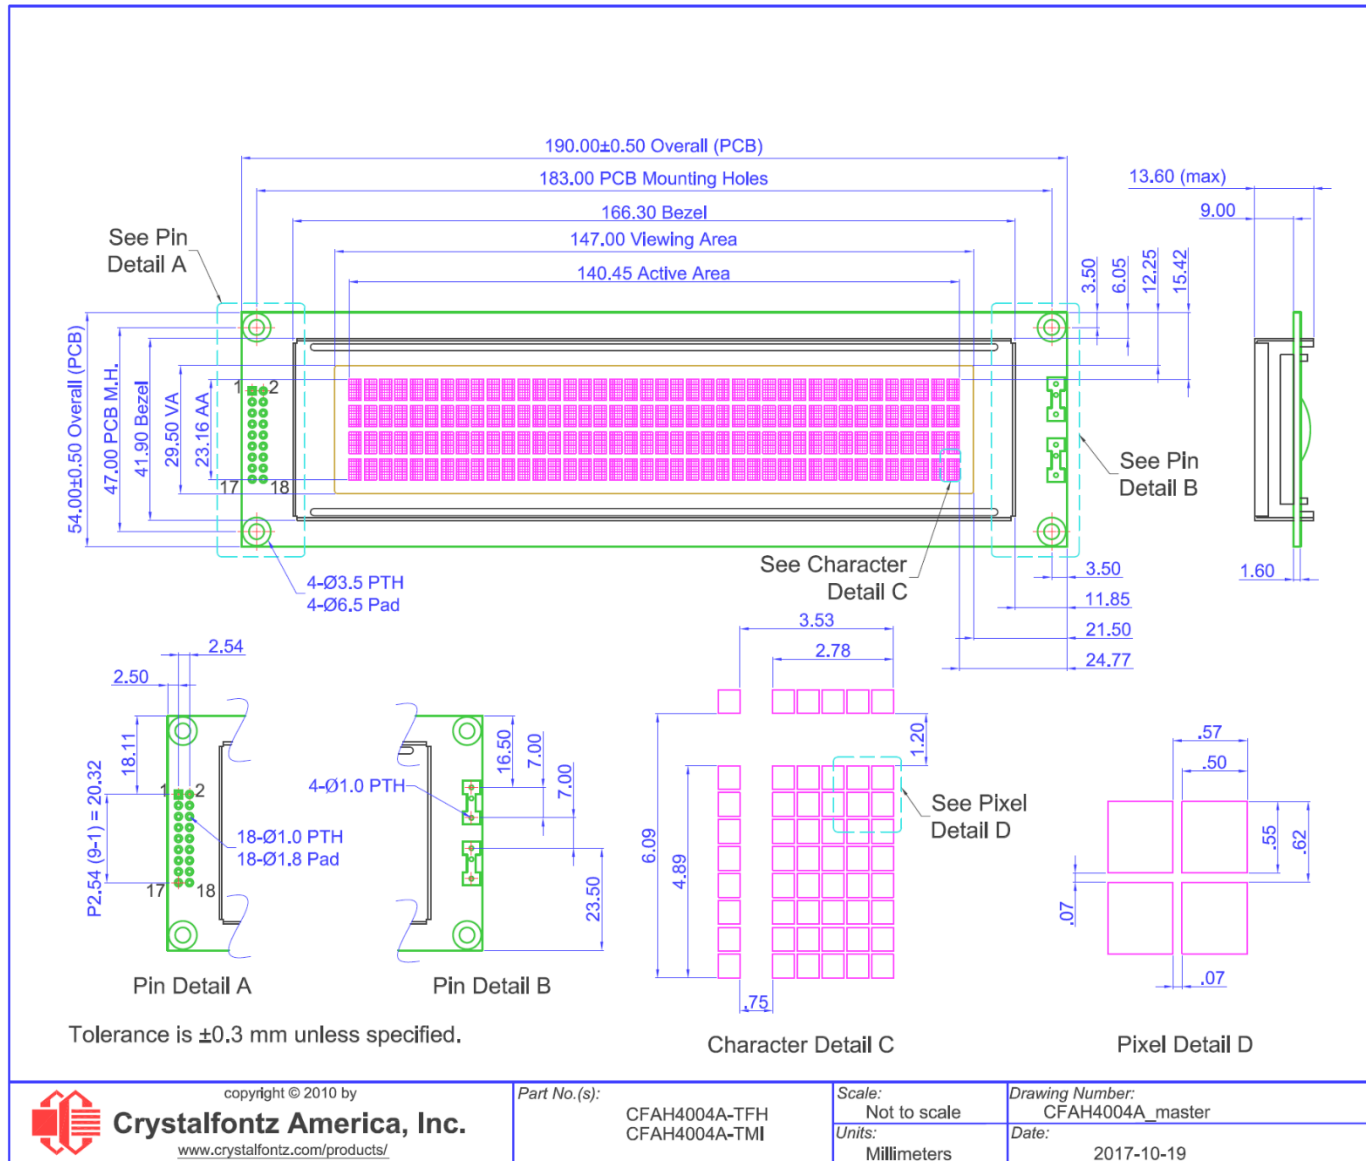 190.00±0.50 Overall (PCB)
183.00 PCB Mounting Holes
13.60 (max)
166.30 Bezel
9.00
See Pin
Detail A
147.00 Viewing Area
140.45 Active Area
3.50
6.05
12.25
15.42
54.00±0.50 Overall (PCB)
47.00 PCB M.H.
41.90 Bezel
29.50 VA
23.16 AA
1
2
17
18
See Pin
Detail B
See Character
Detail C
4-Ø3.5 PTH
4-Ø6.5 Pad
3.50
1.60
11.85
21.50
24.77
2.54
2.50
18.11
P2.54 (9-1) = 20.32
1
2
17
18
18-Ø1.0 PTH
18-Ø1.8 Pad
Pin Detail A
4-Ø1.0 PTH
16.50
7.00
7.00
23.50
Pin Detail B
3.53
2.78
1.20
6.09
4.89
.75
See Pixel
Detail D
Character Detail C
.57
.50
.55
.62
.07
.07
Pixel Detail D
Tolerance is ±0.3 mm unless specified.
copyright © 2010 by
Crystalfontz America, Inc.
www.crystalfontz.com/products/
Part No.(s):
CFAH4004A-TFH
CFAH4004A-TMI
Scale:
Not to scale
Units:
Millimeters
Drawing Number:
CFAH4004A_master
Date:
2017-10-19